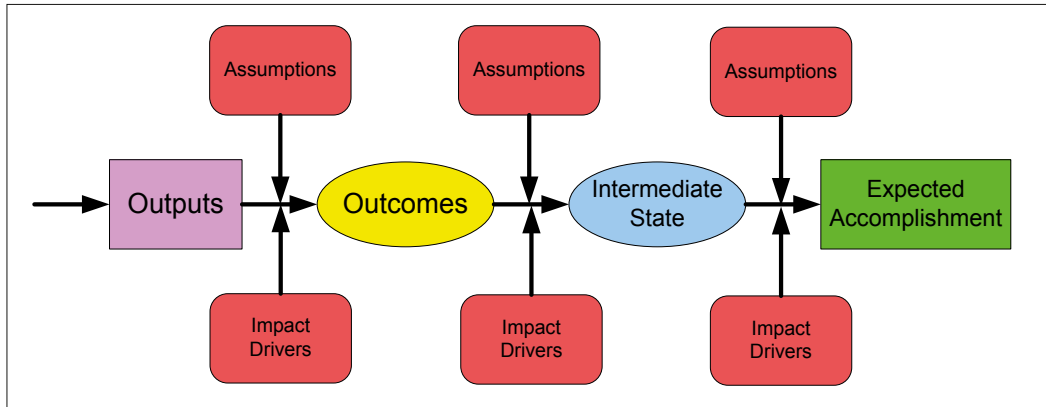 Assumptions
Assumptions
Assumptions
Outputs
Outcomes
Intermediate
State
Expected
Accomplishment
Impact
Drivers
Impact
Drivers
Impact
Drivers